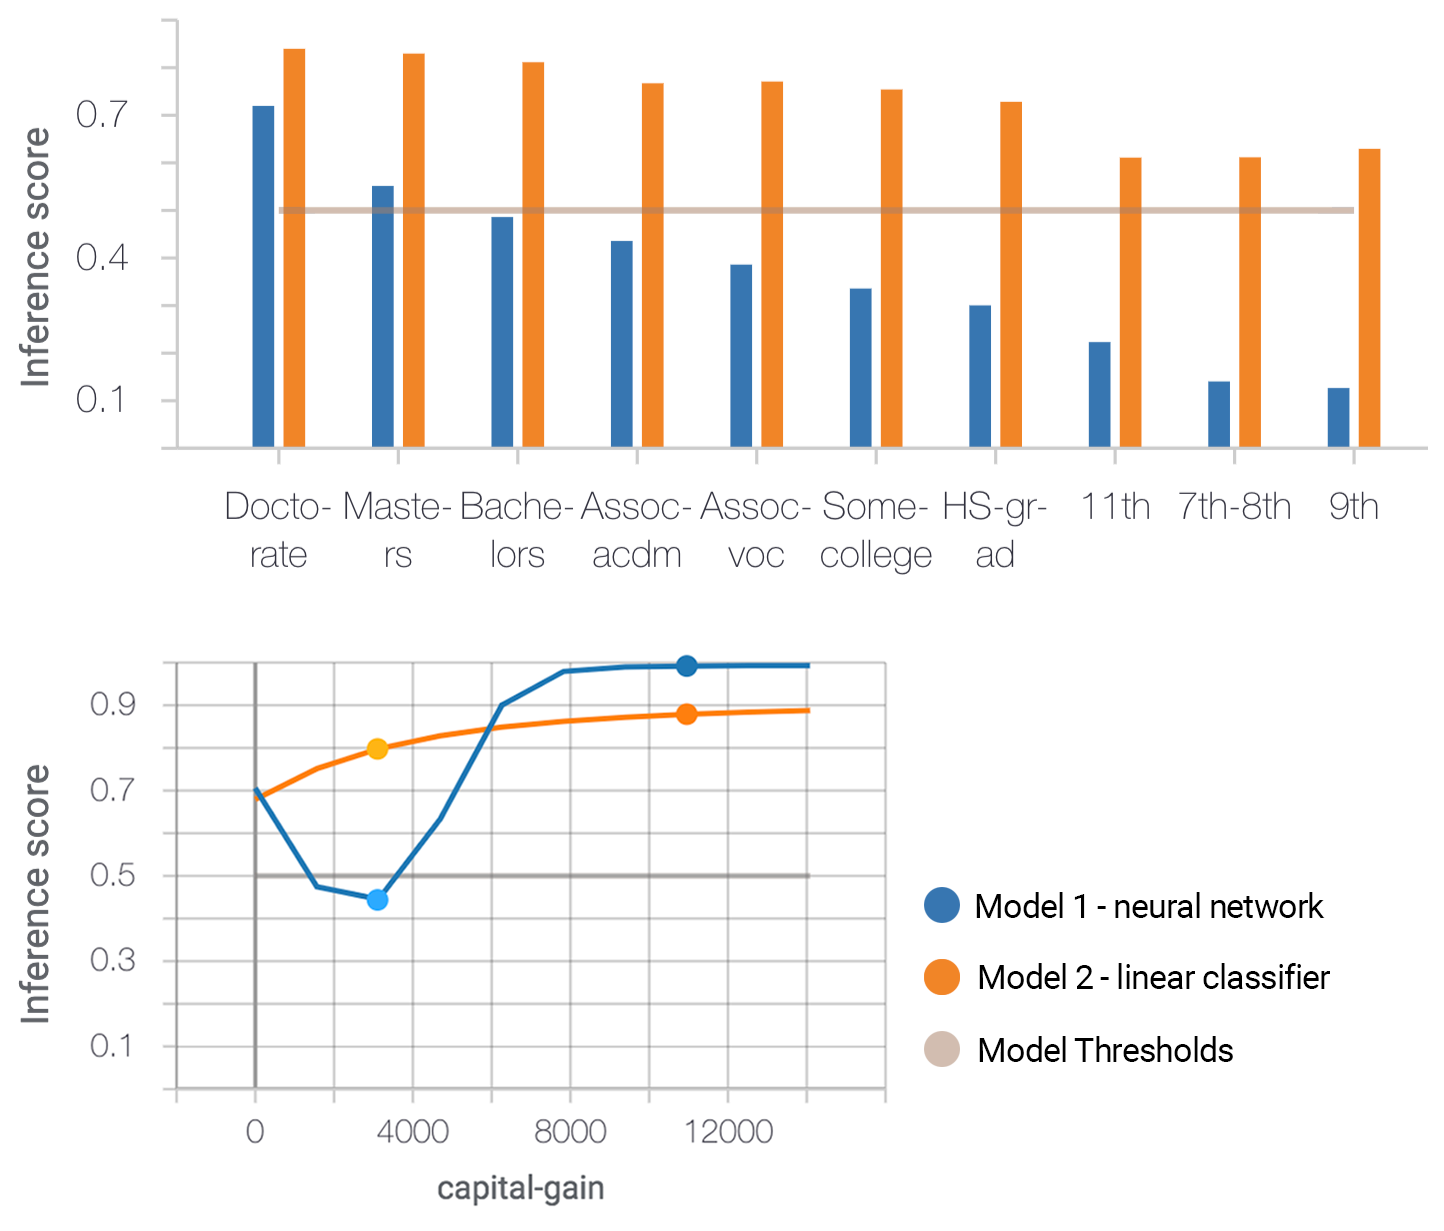 Inference score
0.7
0.4
0.1
Docto-
rate
Maste-
rs
Bache-
lors
Assoc-
acdm
Assoc-
voc
Some-
college
HS-gr-
ad
11th
7th-8th
9th
Inference score
0.9
0.7
0.5
0.3
0.1
0
4000
8000
12000
capital-gain
Model 1 - neural network
Model 2 - linear classifier
Model Thresholds